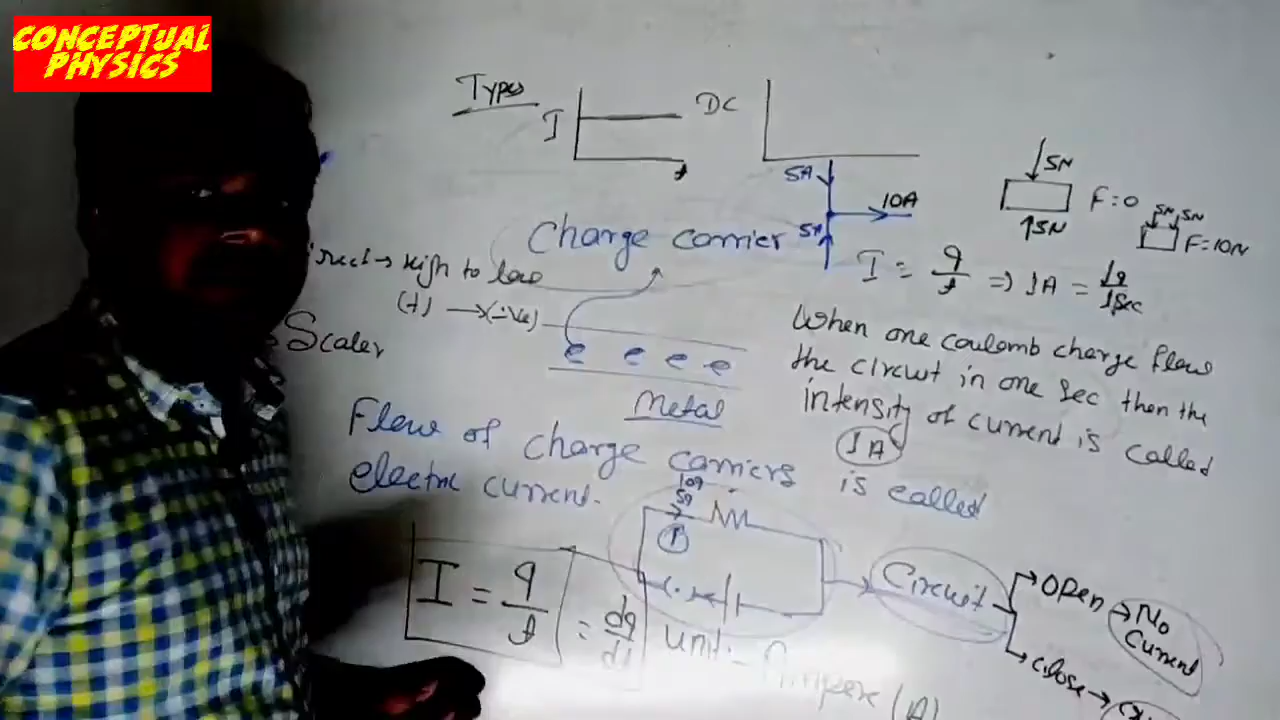 CONCEPTUAL
PHYSICS
Types
I
t
DC
5A
10A
5A
5N
5N
F=0
5N 5N
F=10N
Charge carrier
I = q/t => 1A = 1q/1sec
→ High to low
(+) → (-ve)
Scaler
e e e e
Metal
When one coulomb charge flow
the circuit in one sec then the
intensity of current is called
1A
Flow of charge carriers is called
electric current.
10q
5q
I
I = q/t = dq/dt
Unit:- Ampere (A)
Circuit
Open → No
Current
close →